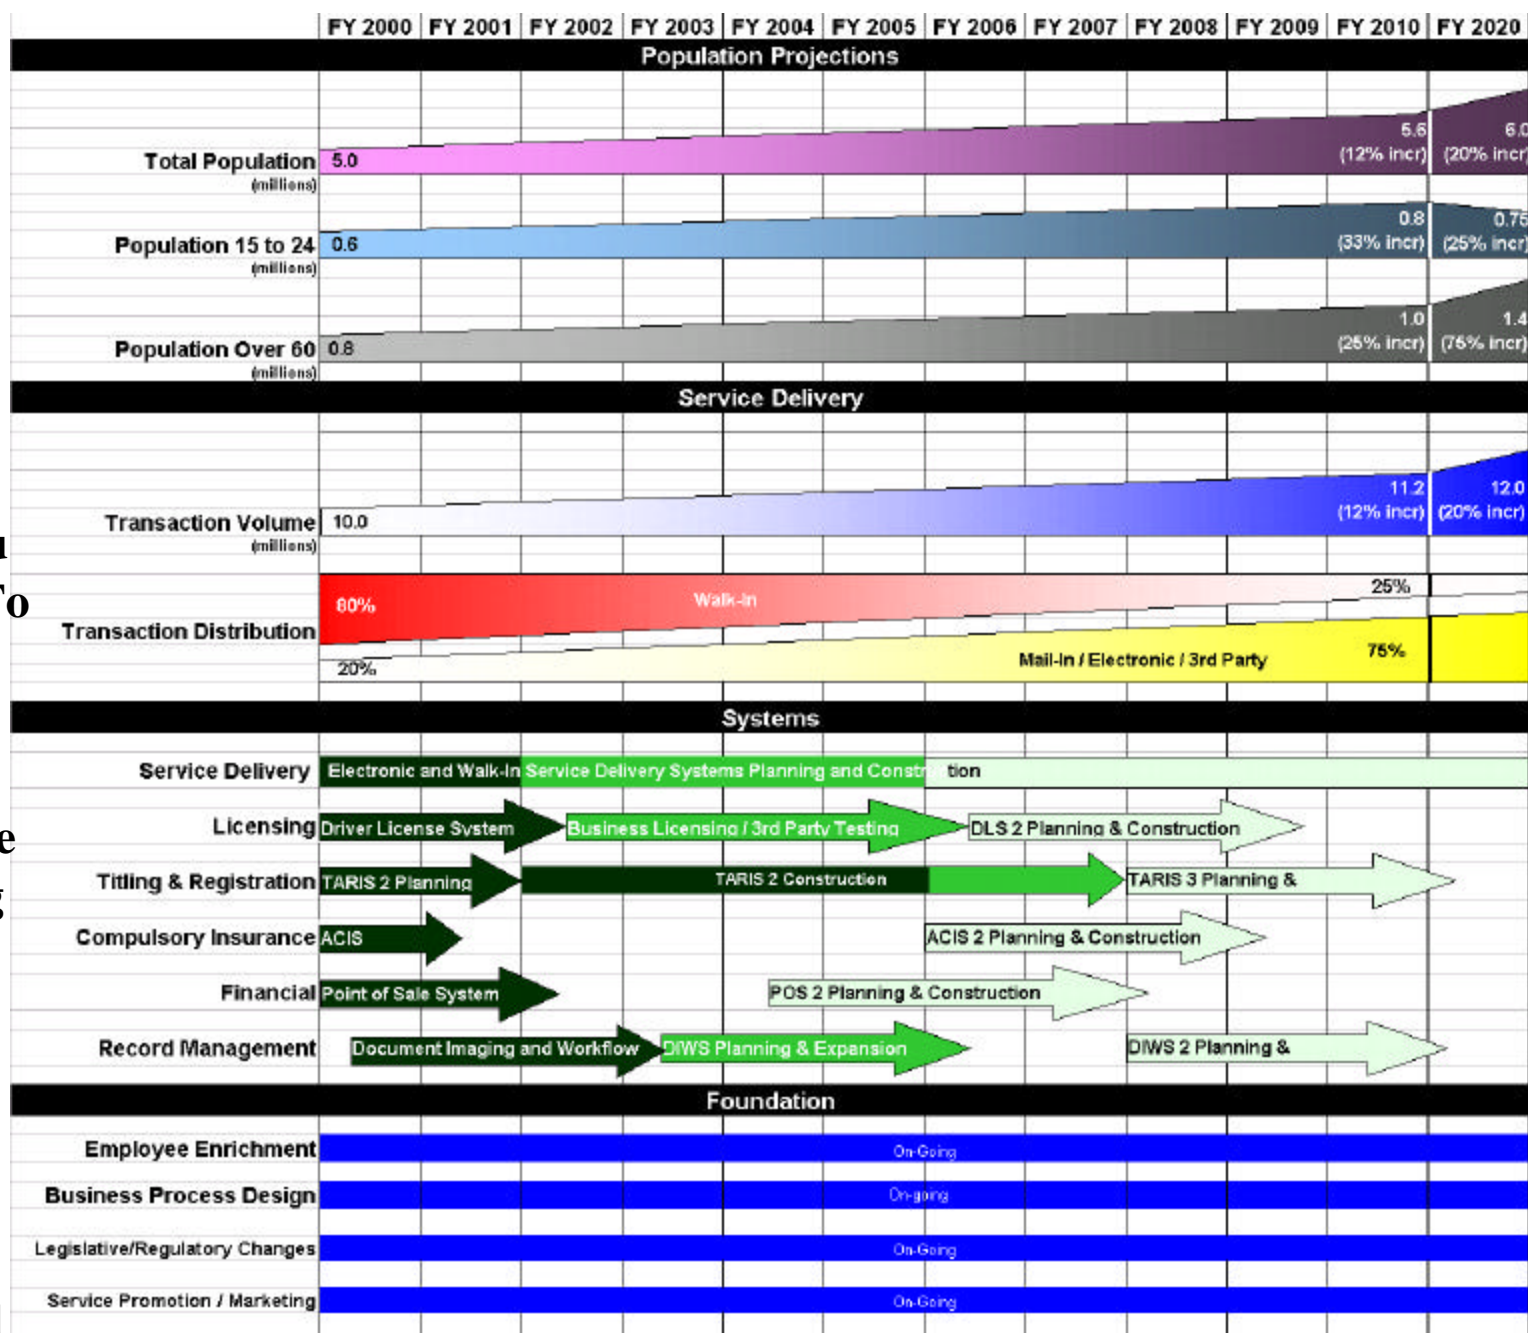 FY 2000 FY 2001 FY 2002 FY 2003 FY 2004 FY 2005 FY 2006 FY 2007 FY 2008 FY 2009 FY 2010 FY 2020
Population Projections
5.6 6.0
Total Population 5.0 (12% incr) (20% incr)
(millions)
0.8 0.75
Population 15 to 24 0.6 (33% incr) (25% incr)
(millions)
1.0 1.4
Population Over 60 0.8 (25% incr) (75% incr)
(millions)
Service Delivery
11.2 12.0
Transaction Volume 10.0 (12% incr) (20% incr)
(millions)
25%
80% Walk-In
To
Transaction Distribution
75%
20% Mail-In / Electronic / 3rd Party
Systems
Service Delivery Electronic and Walk-In Service Delivery Systems Planning and Constr tion
Licensing Driver License System Business Licensing / 3rd Party Testing DLS 2 Planning & Construction
e
Titling & Registration TARIS 2 Planning TARIS 2 Construction TARIS 3 Planning &
g
Compulsory Insurance ACIS ACIS 2 Planning & Construction
Financial Point of Sale System POS 2 Planning & Construction
Record Management Document Imaging and Workflow DIWS Planning & Expansion DIWS 2 Planning &
Foundation
Employee Enrichment On-Going
Business Process Design On-going
Legislative/Regulatory Changes On-Going
Service Promotion / Marketing On-Going